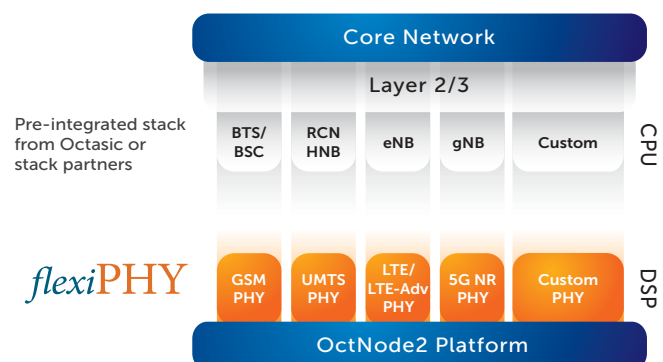 Core Network
Layer 2/3
Pre-integrated stack
from Octasic or
stack partners
BTS/
BSC
RCN
HNB
eNB
gNB
Custom
CPU
flexiPHY
GSM
PHY
UMTS
PHY
LTE/
LTE-Adv
PHY
5G NR
PHY
Custom
PHY
DSP
OctNode2 Platform